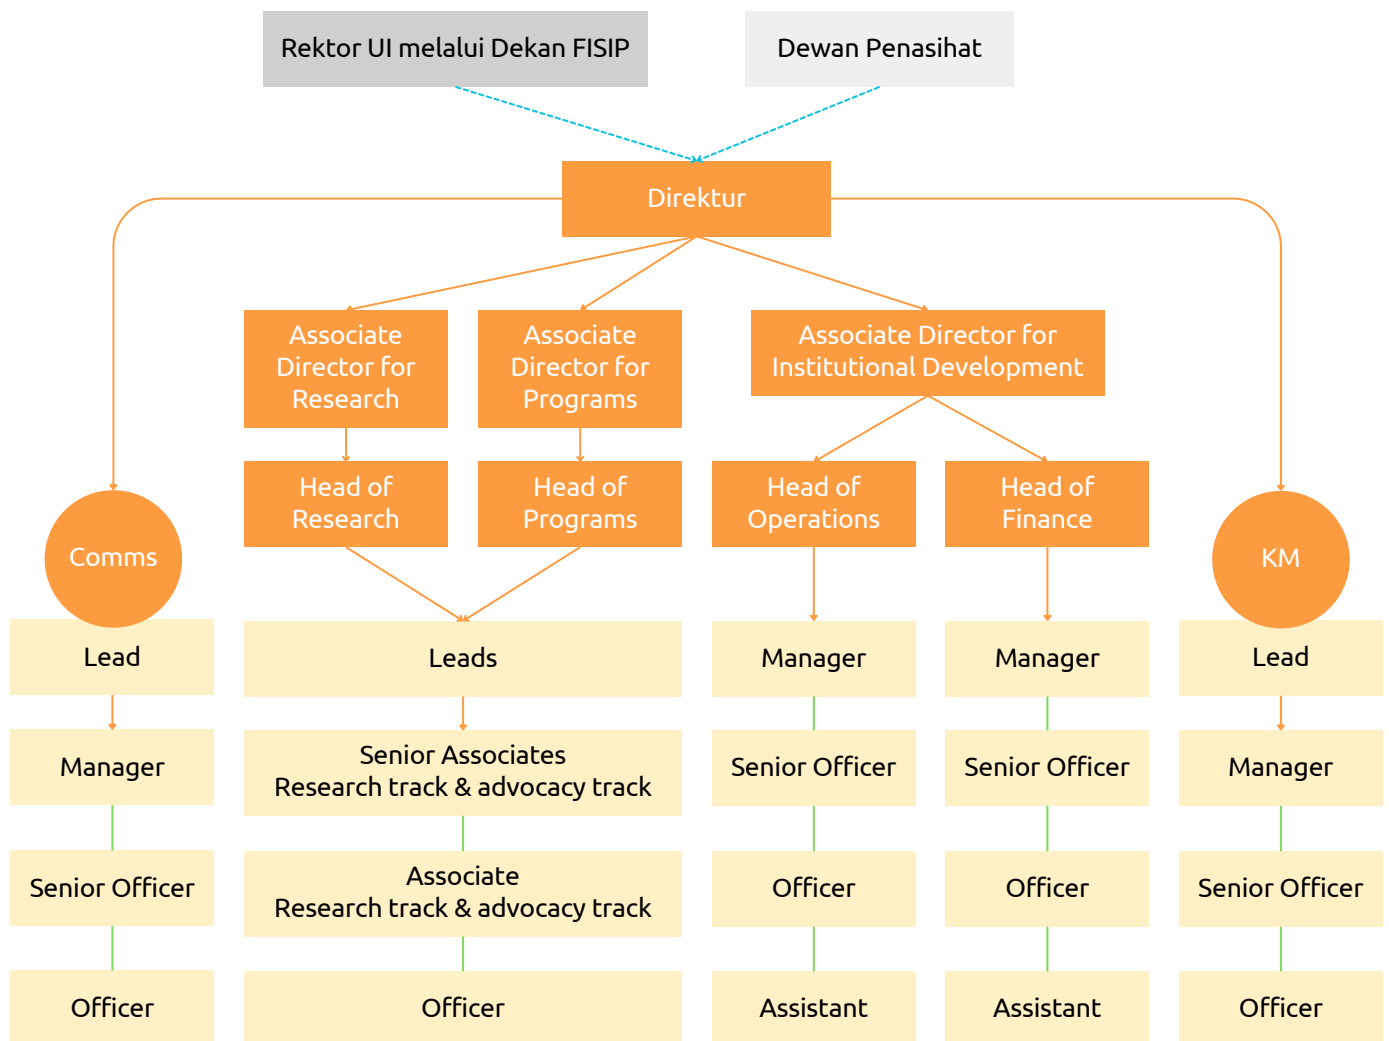 Rektor UI melalui Dekan FISIP
Dewan Penasihat
Direktur
Associate
Director for
Research
Associate
Director for
Programs
Associate Director for
Institutional Development
Head of
Research
Head of
Programs
Head of
Operations
Head of
Finance
Comms
KM
Lead
Leads
Manager
Manager
Lead
Manager
Senior Associates
Research track & advocacy track
Senior Officer
Senior Officer
Manager
Senior Officer
Associate
Research track & advocacy track
Officer
Officer
Senior Officer
Officer
Officer
Assistant
Assistant
Officer